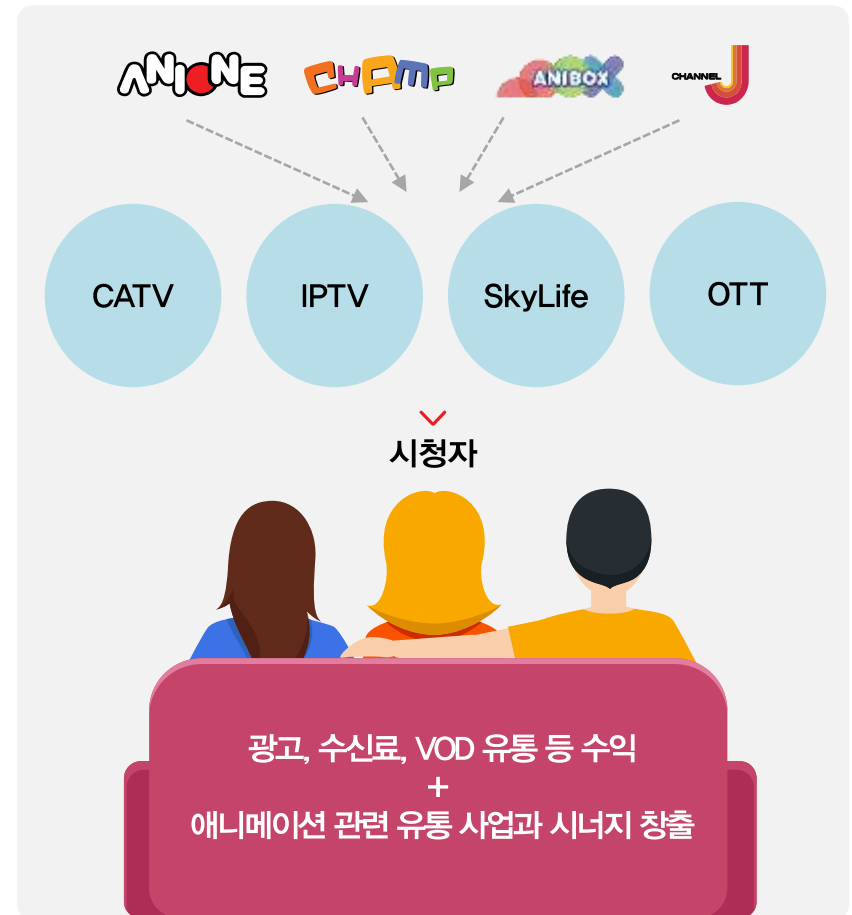 ANIONE
CHAMP
ANIBOX
CHANNEL J
CATV
IPTV
SkyLife
OTT
시청자
광고, 수신료, VOD 유통 등 수익
+
애니메이션 관련 유통 사업과 시너지 창출